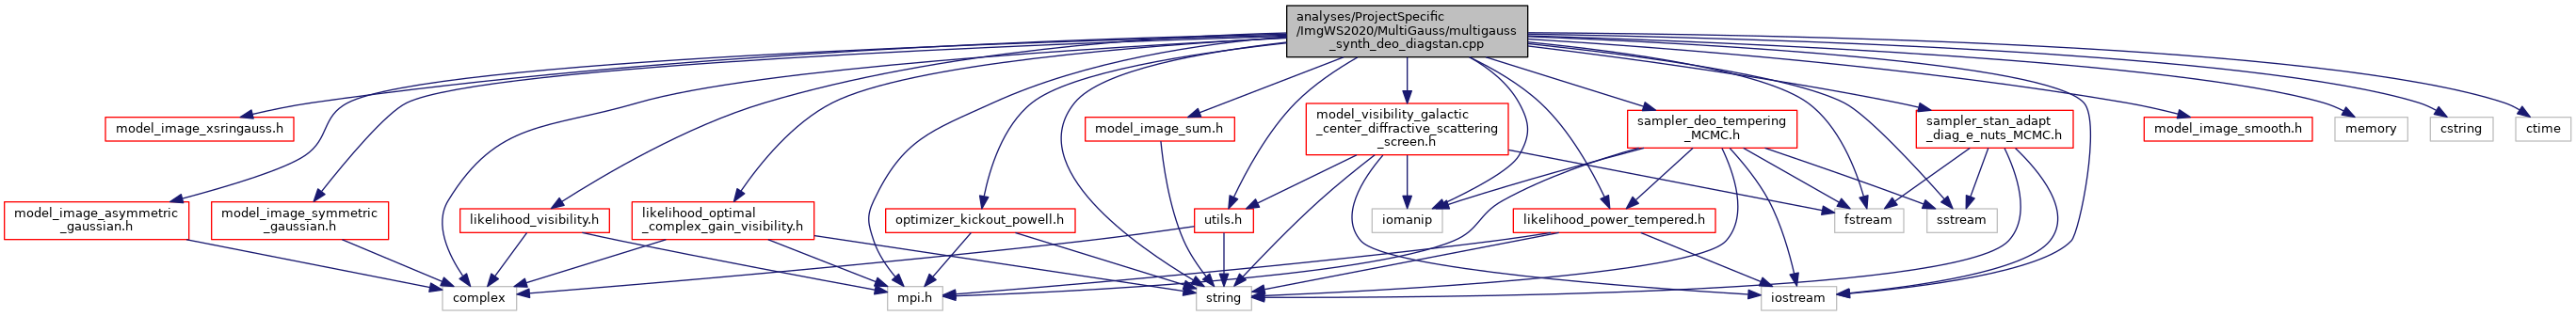 analyses/ProjectSpecific
/ImgWS2020/MultiGauss/multigauss
_synth_deo_diagstan.cpp
model_image_xsringauss.h
model_image_sum.h
model_visibility_galactic
_center_diffractive_scattering
_screen.h
sampler_deo_tempering
_MCMC.h
sampler_stan_adapt
_diag_e_nuts_MCMC.h
model_image_smooth.h
memory
cstring
ctime
model_image_asymmetric
_gaussian.h
model_image_symmetric
_gaussian.h
likelihood_visibility.h
likelihood_optimal
_complex_gain_visibility.h
optimizer_kickout_powell.h
utils.h
iomanip
likelihood_power_tempered.h
fstream
sstream
complex
mpi.h
string
iostream